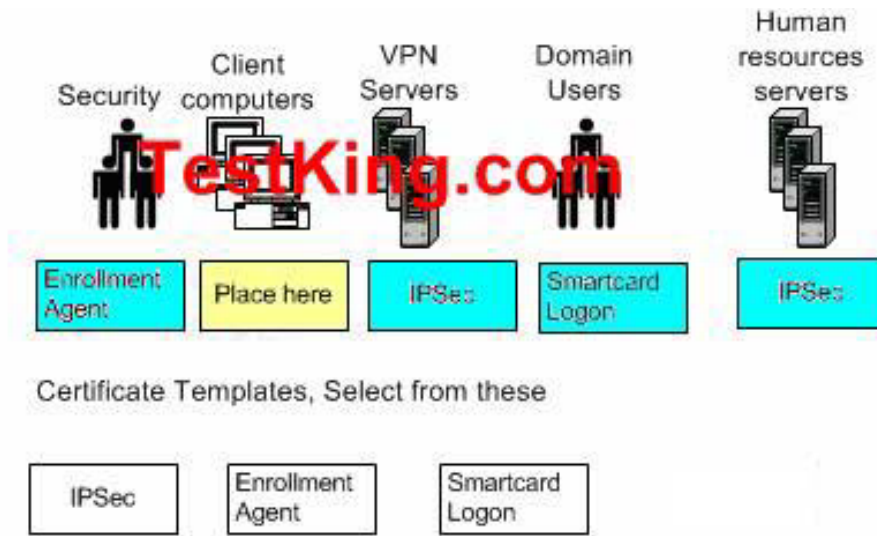 Security
Client
computers
VPN
Servers
Domain
Users
Human
resources
servers
TestKing.com
Enrollment
Agent
Place here
IPSec
Smartcard
Logon
IPSec
Certificate Templates, Select from these
IPSec
Enrollment
Agent
Smartcard
Logon